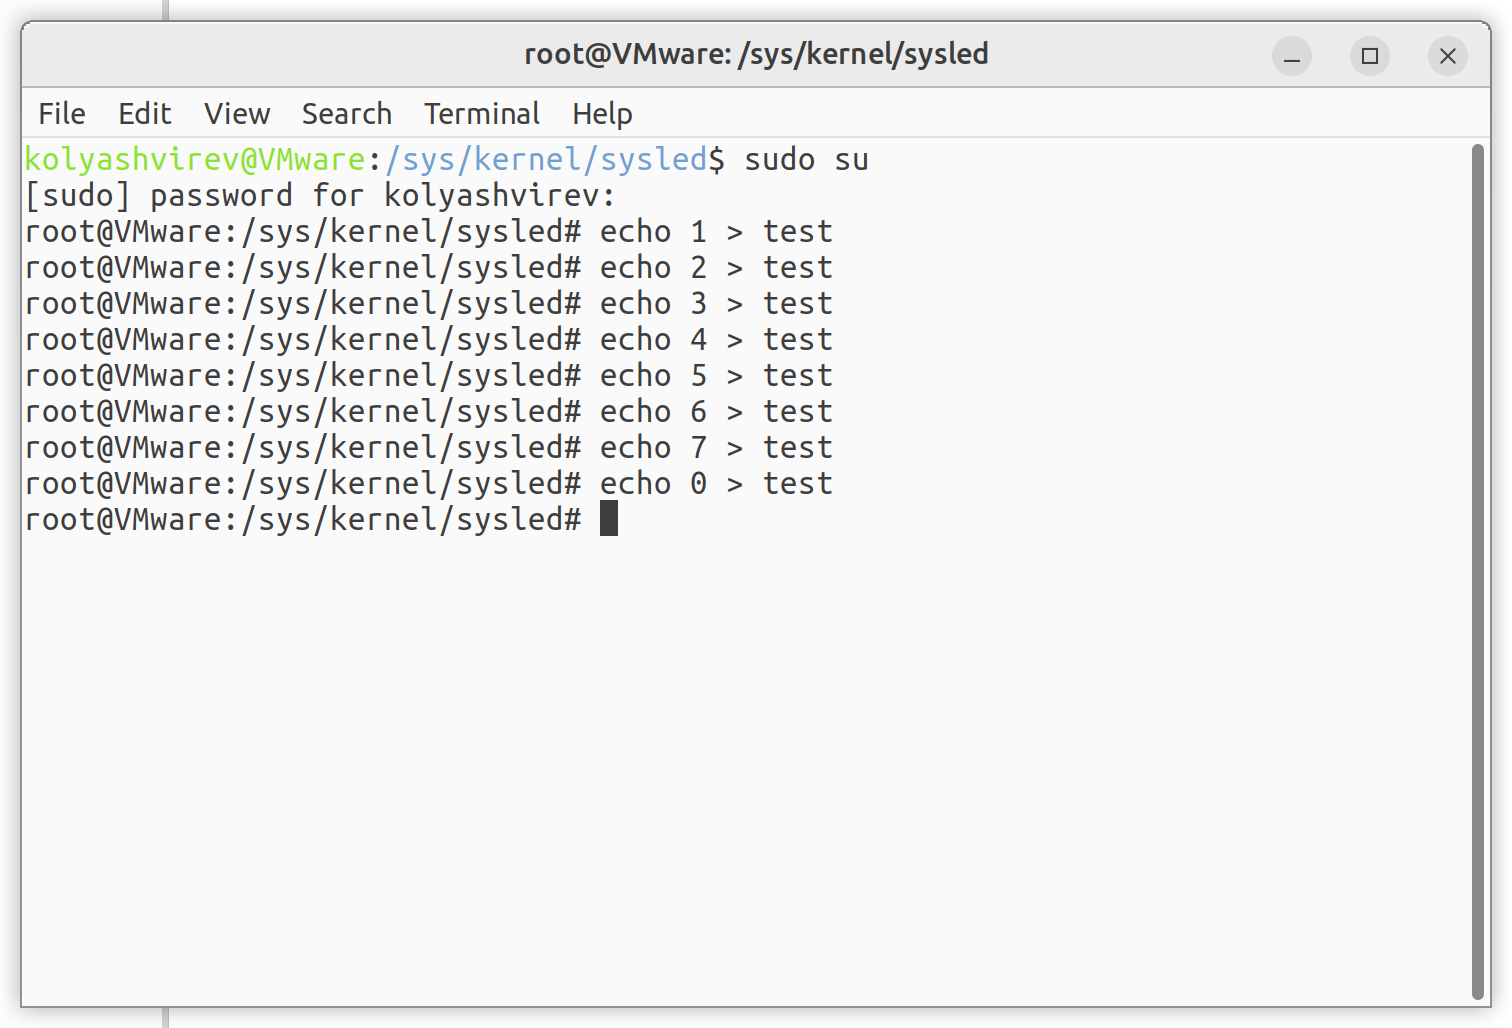 root@VMware: /sys/kernel/sysled
File Edit View Search Terminal Help
kolyashvirev@VMware:/sys/kernel/sysled$ sudo su
[sudo] password for kolyashvirev:
root@VMware:/sys/kernel/sysled# echo 1 > test
root@VMware:/sys/kernel/sysled# echo 2 > test
root@VMware:/sys/kernel/sysled# echo 3 > test
root@VMware:/sys/kernel/sysled# echo 4 > test
root@VMware:/sys/kernel/sysled# echo 5 > test
root@VMware:/sys/kernel/sysled# echo 6 > test
root@VMware:/sys/kernel/sysled# echo 7 > test
root@VMware:/sys/kernel/sysled# echo 0 > test
root@VMware:/sys/kernel/sysled#